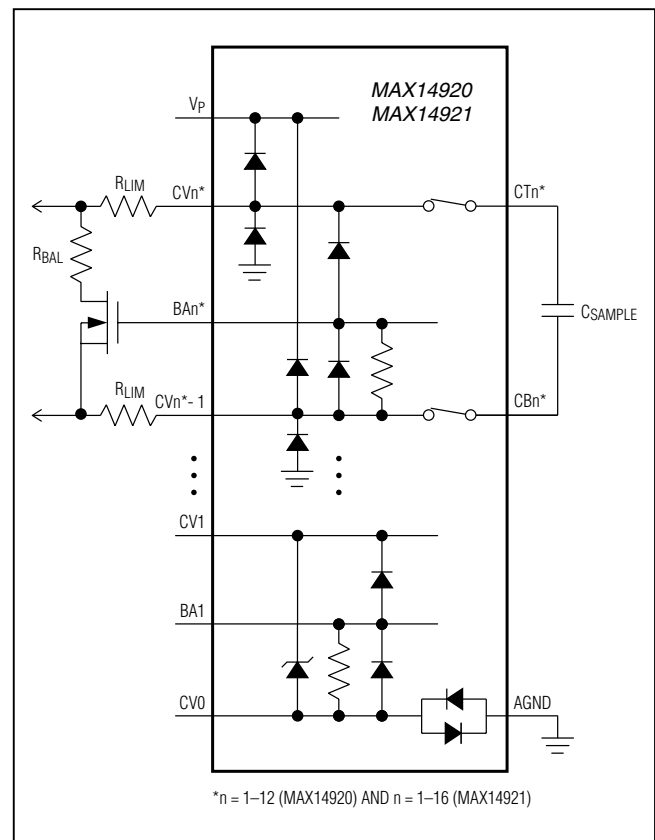 MAX14920
MAX14921
VP
RLIM
CVn*
CTn*
RBAL
BAn*
CSAMPLE
RLIM
CVn*- 1
CBn*
CV1
BA1
CV0
AGND
*n = 1–12 (MAX14920) AND n = 1–16 (MAX14921)